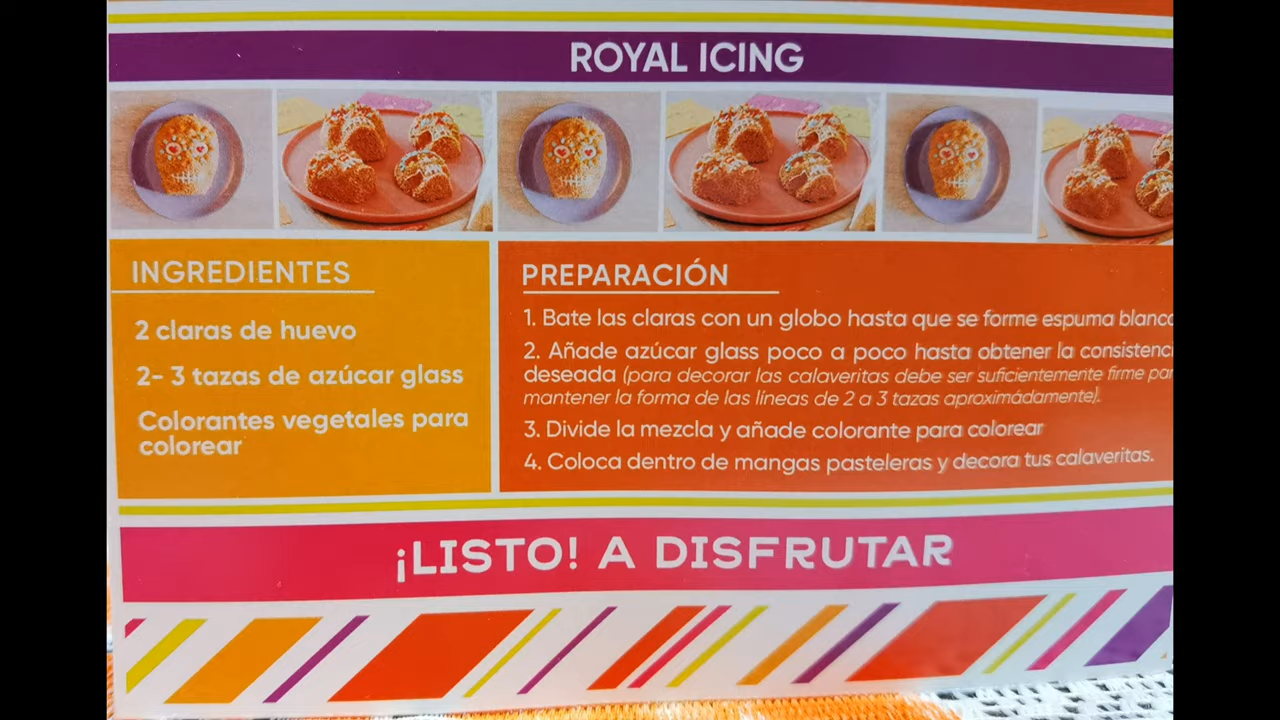 ROYAL ICING
INGREDIENTES
2 claras de huevo
2- 3 tazas de azúcar glass
Colorantes vegetales para
colorear
PREPARACIÓN
1. Bate las claras con un globo hasta que se forme espuma blanc
2. Añade azúcar glass poco a poco hasta obtener la consistenc
deseada (para decorar las calaveritas debe ser suficientemente firme par
mantener la forma de las líneas de 2 a 3 tazas aproximádamente).
3. Divide la mezcla y añade colorante para colorear
4. Coloca dentro de mangas pasteleras y decora tus calaveritas.
¡LISTO! A DISFRUTAR